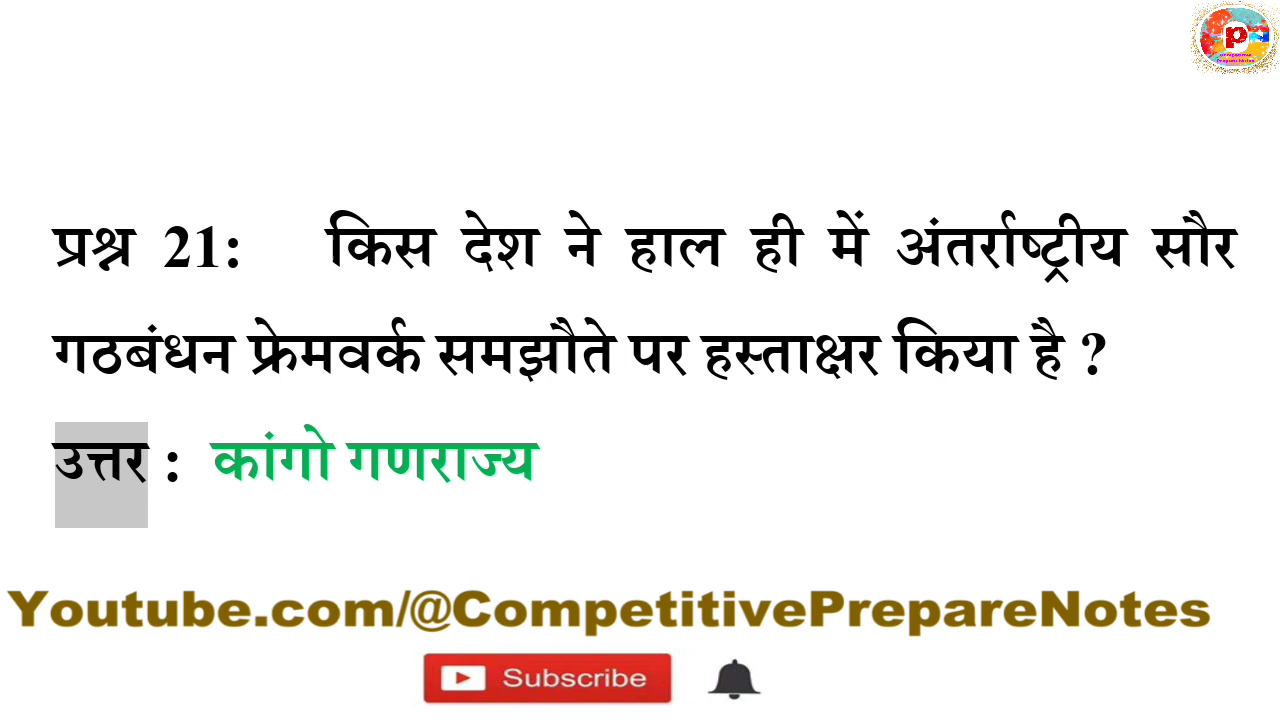 प्रश्न 21: किस देश ने हाल ही में अंतर्राष्ट्रीय सौर
गठबंधन फ्रेमवर्क समझौते पर हस्ताक्षर किया है ?
उत्तर : कांगो गणराज्य
Youtube.com/@CompetitivePrepareNotes
Subscribe